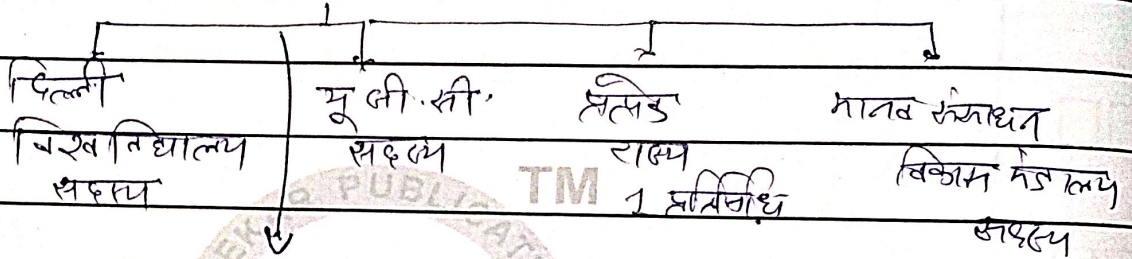 दिल्ली यू जी. सी. प्रत्येक मानव संसाधन
विश्वविद्यालय सदस्य राज्य विकास मंत्रालय
सदस्य 1 प्रतिनिधि सदस्य
PUBLICAT
TM